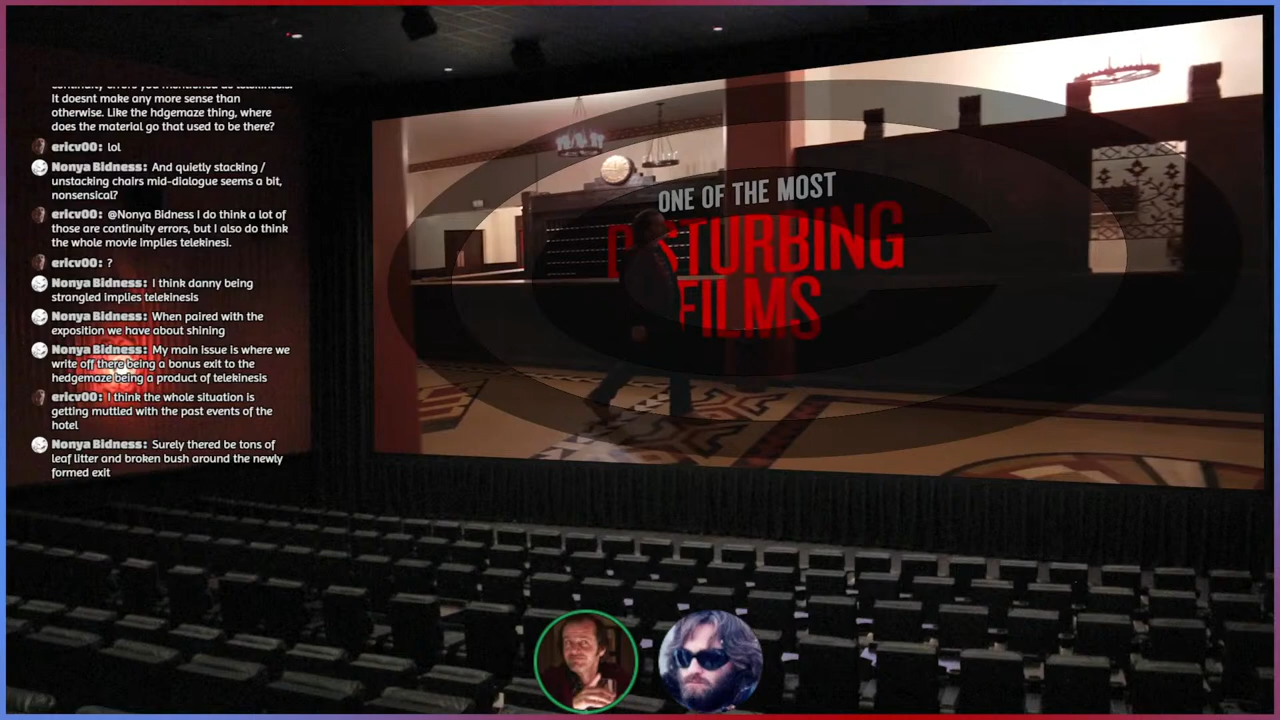 It doesnt make any more sense than
otherwise. Like the hdgemaze thing, where
does the material go that used to be there?
ericv00: lol
Nonya Bidness: And quietly stacking /
unstacking chairs mid-dialogue seems a bit,
nonsensical?
ericv00: @Nonya Bidness I do think a lot of
those are continuity errors, but I also do think
the whole movie implies telekinesi.
ericv00: ?
Nonya Bidness: I think danny being
strangled implies telekinesis
Nonya Bidness: When paired with the
exposition we have about shining
Nonya Bidness: My main issue is where we
write off there being a bonus exit to the
hedgemaze being a product of telekinesis
ericv00: I think the whole situation is
getting muttled with the past events of the
hotel
Nonya Bidness: Surely thered be tons of
leaf litter and broken bush around the newly
formed exit
ONE OF THE MOST
DISTURBING
FILMS